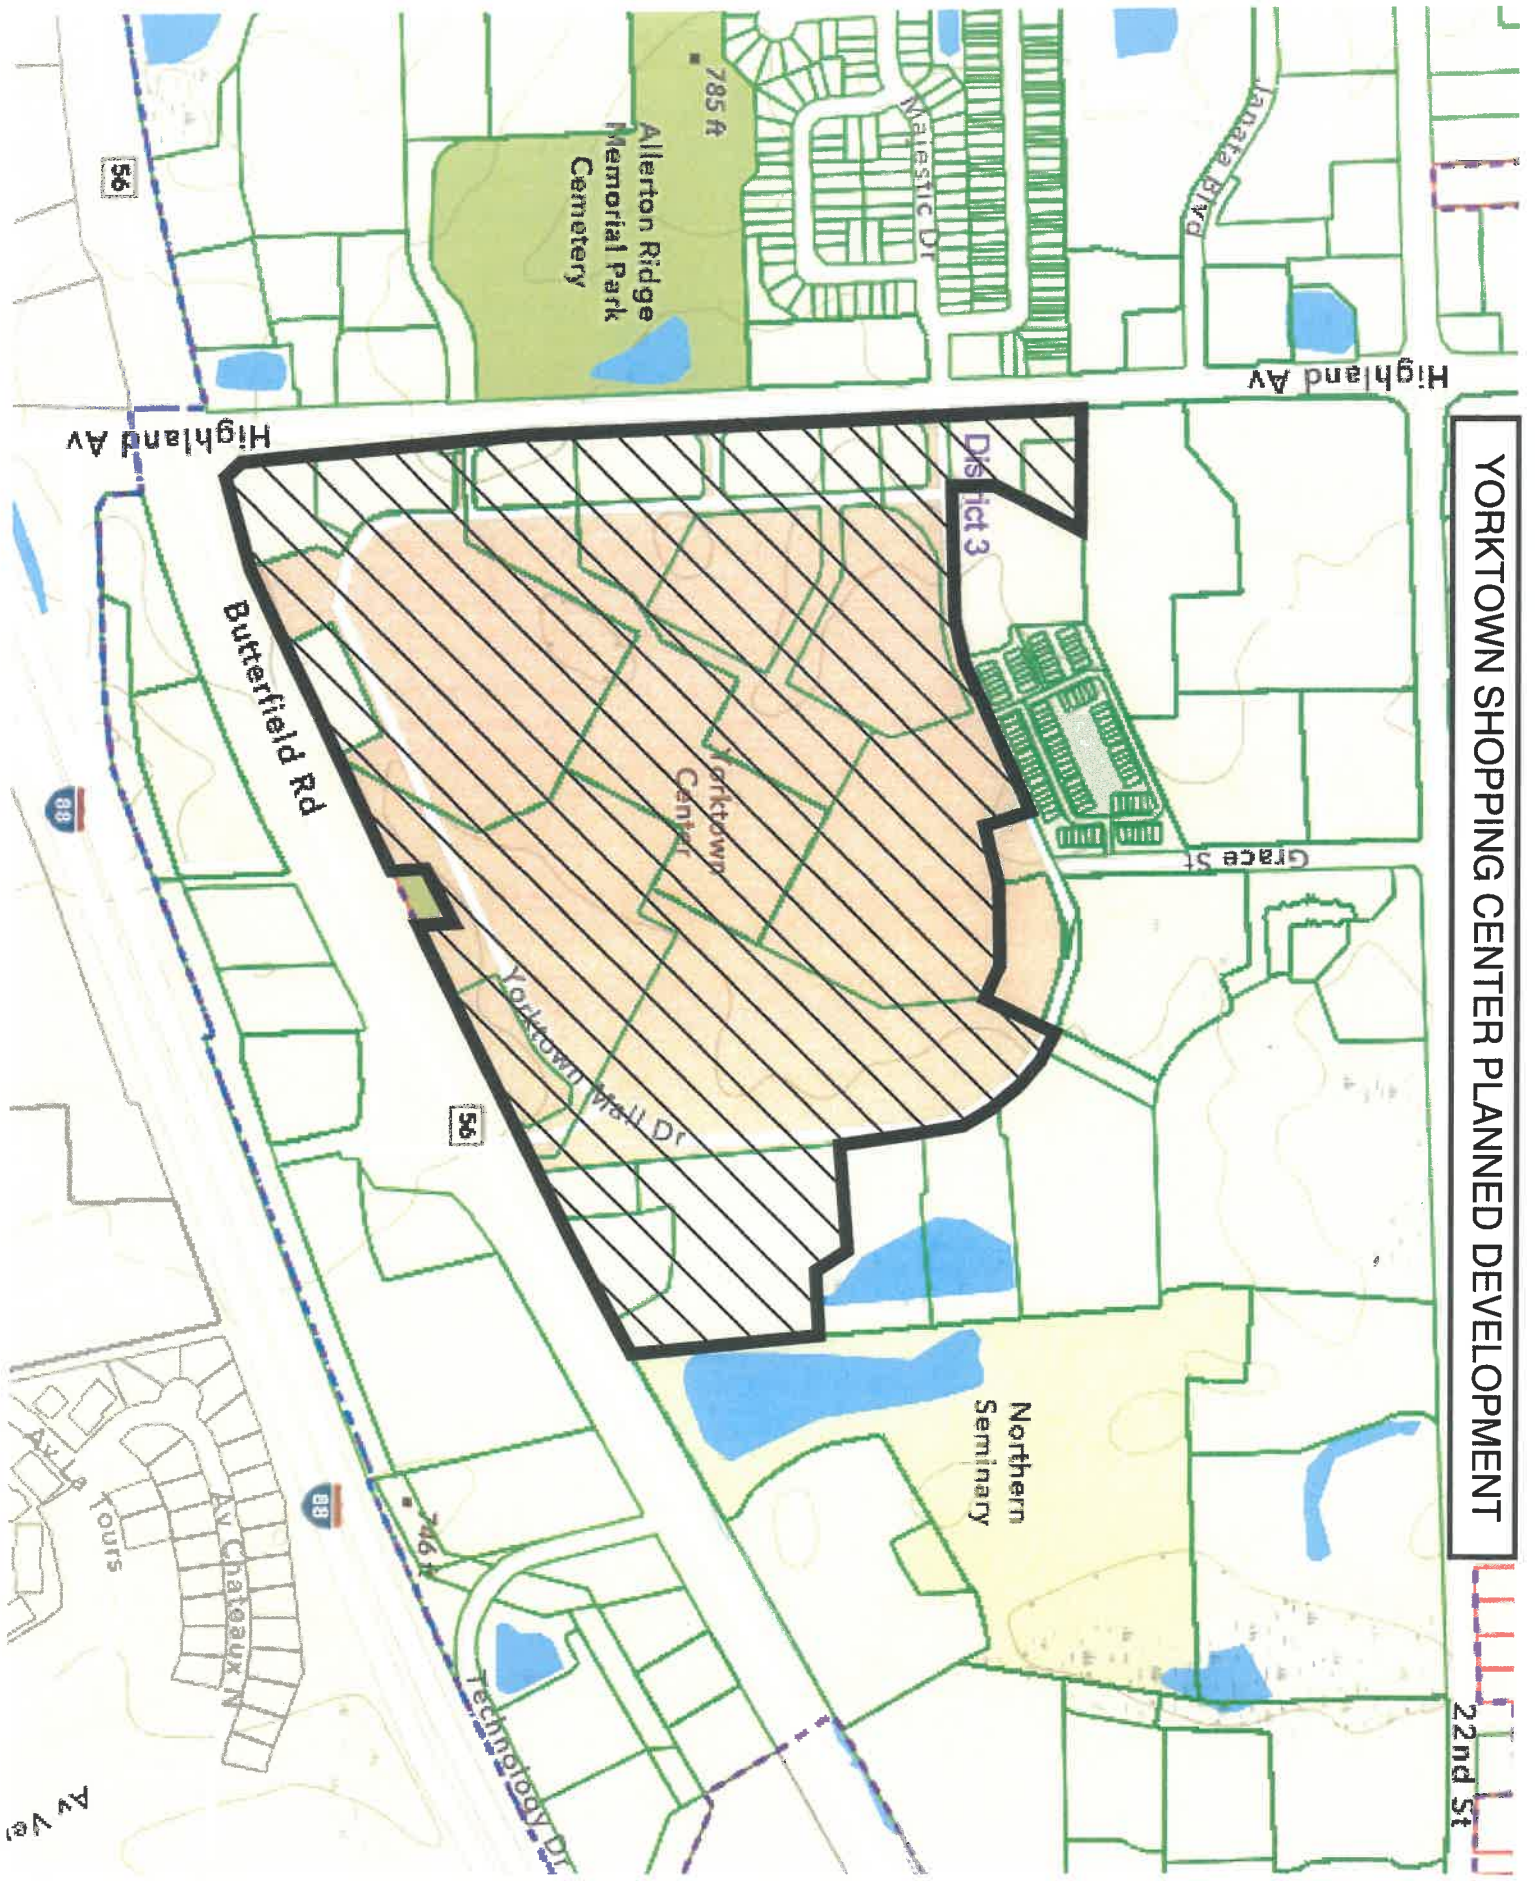 YORKTOWN SHOPPING CENTER PLANNED DEVELOPMENT
22nd St
Janata Blvd
Highland Av
Majestic Dr
785 ft
Allerton Ridge
Memorial Park
Cemetery
56
Highland Av
District 3
Grace St
Yorktown
Center
Butterfield Rd
88
Yorktown Mall Dr
56
Northern
Seminary
88
746 ft
Technology Dr
Av Chateaux N
Tours